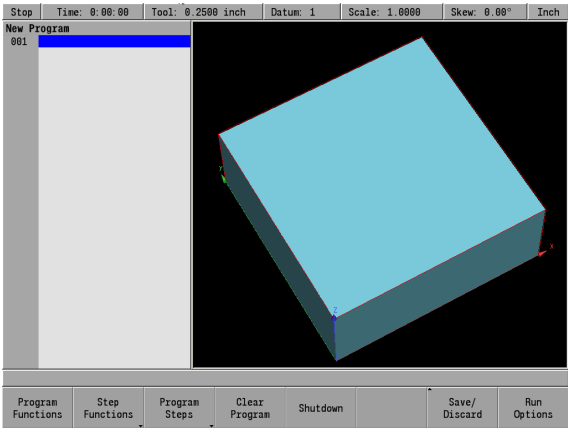 Stop Time: 0:00:00 Tool: 0.2500 inch Datum: 1 Scale: 1.0000 Skew: 0.00° Inch
New Program
001
Y
X
Z
Program Functions Step Functions Program Steps Clear Program Shutdown Save/ Discard Run Options